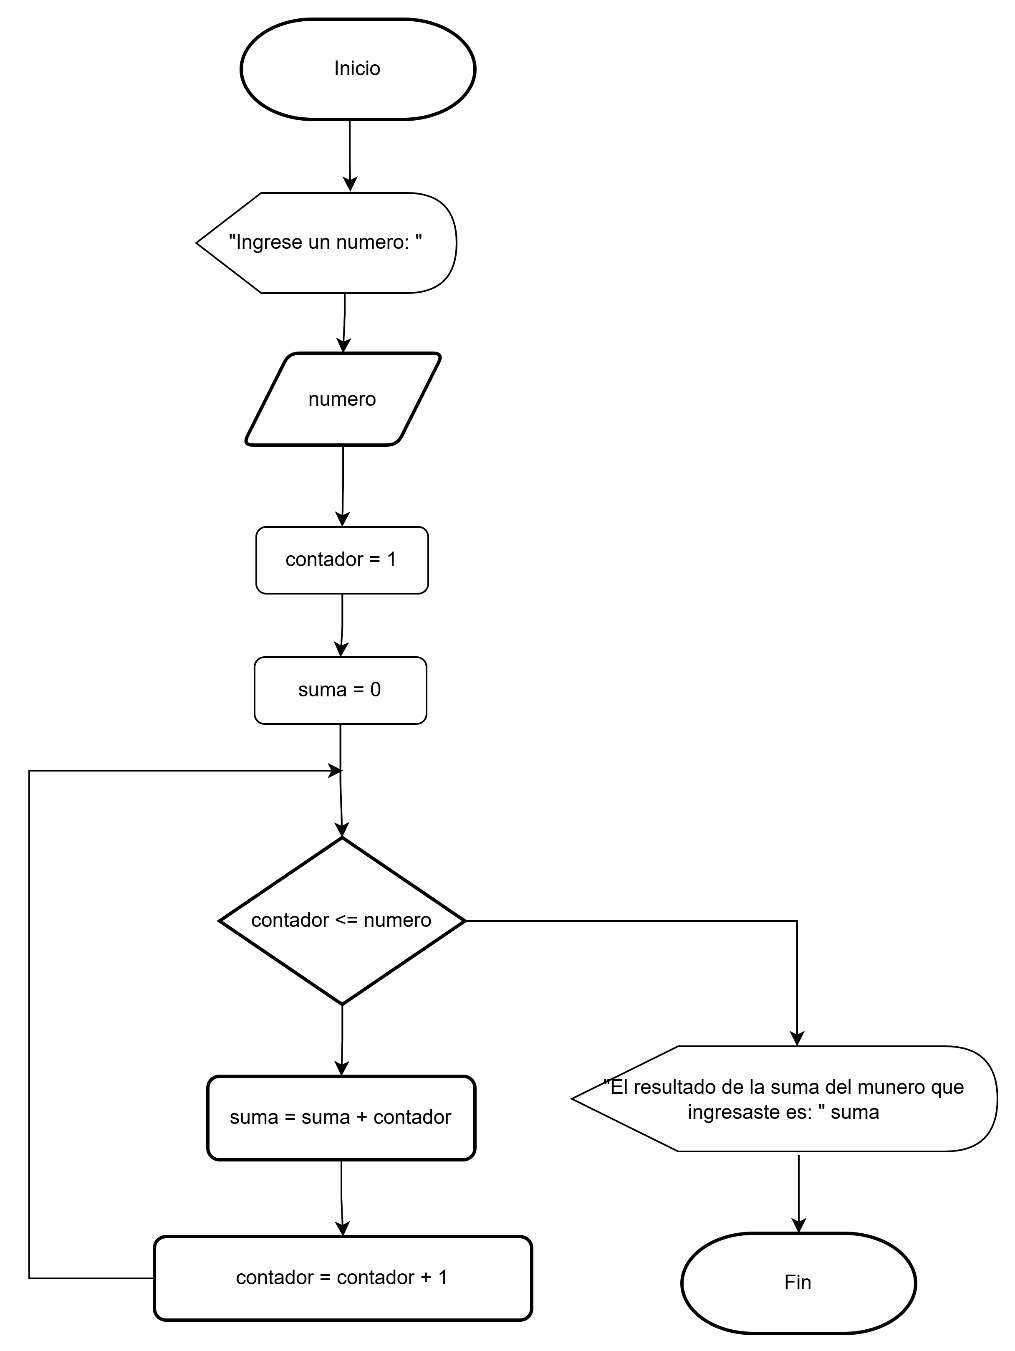 Inicio
"Ingrese un numero: "
numero
contador = 1
suma = 0
contador <= numero
suma = suma + contador
"El resultado de la suma del munero que
ingresaste es: " suma
contador = contador + 1
Fin